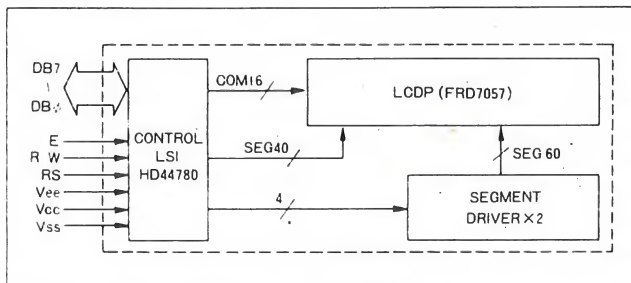 DB7
DB4
E
R W
RS
Vee
Vcc
Vss
CONTROL
LSI
HD44780
COM16
SEG40
4
LCDP (FRD7057)
SEG 60
SEGMENT
DRIVER×2